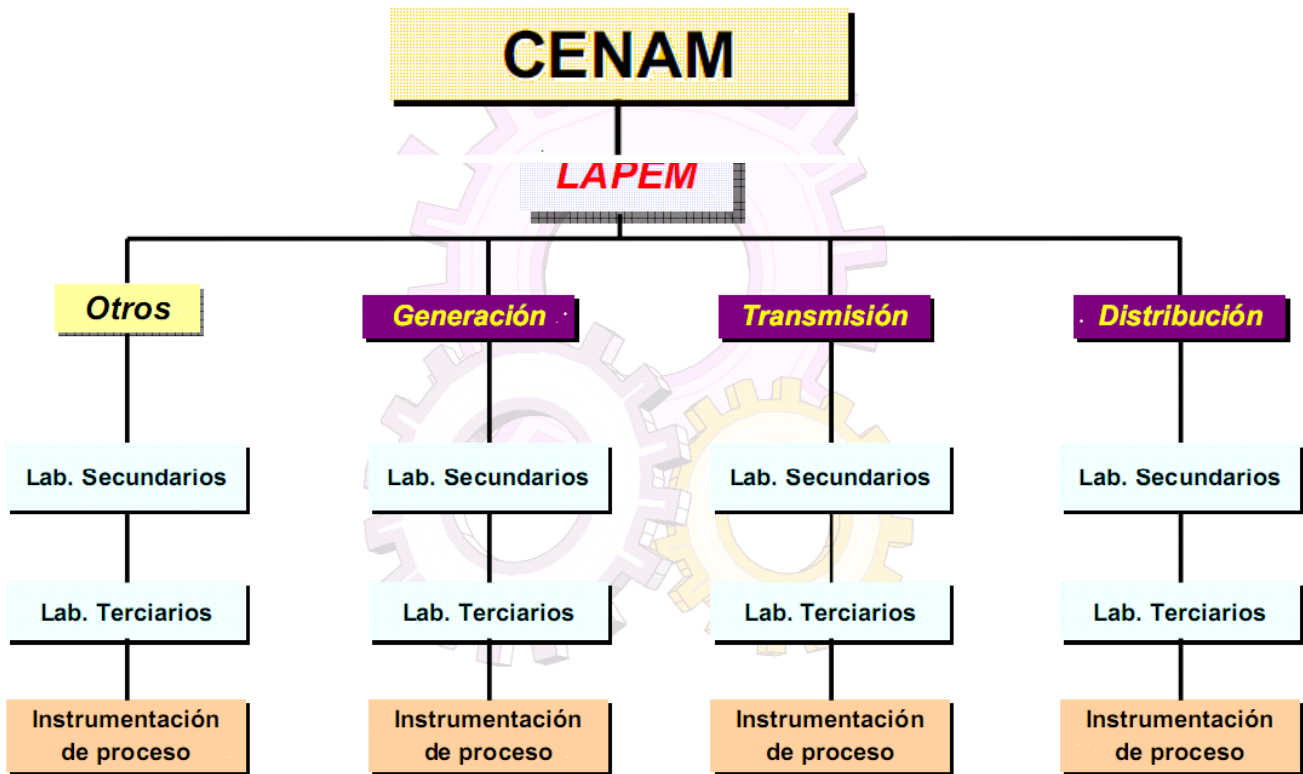 CENAM
LAPEM
Otros
Generación
Transmisión
Distribución
Lab. Secundarios
Lab. Secundarios
Lab. Secundarios
Lab. Secundarios
Lab. Terciarios
Lab. Terciarios
Lab. Terciarios
Lab. Terciarios
Instrumentación
de proceso
Instrumentación
de proceso
Instrumentación
de proceso
Instrumentación
de proceso